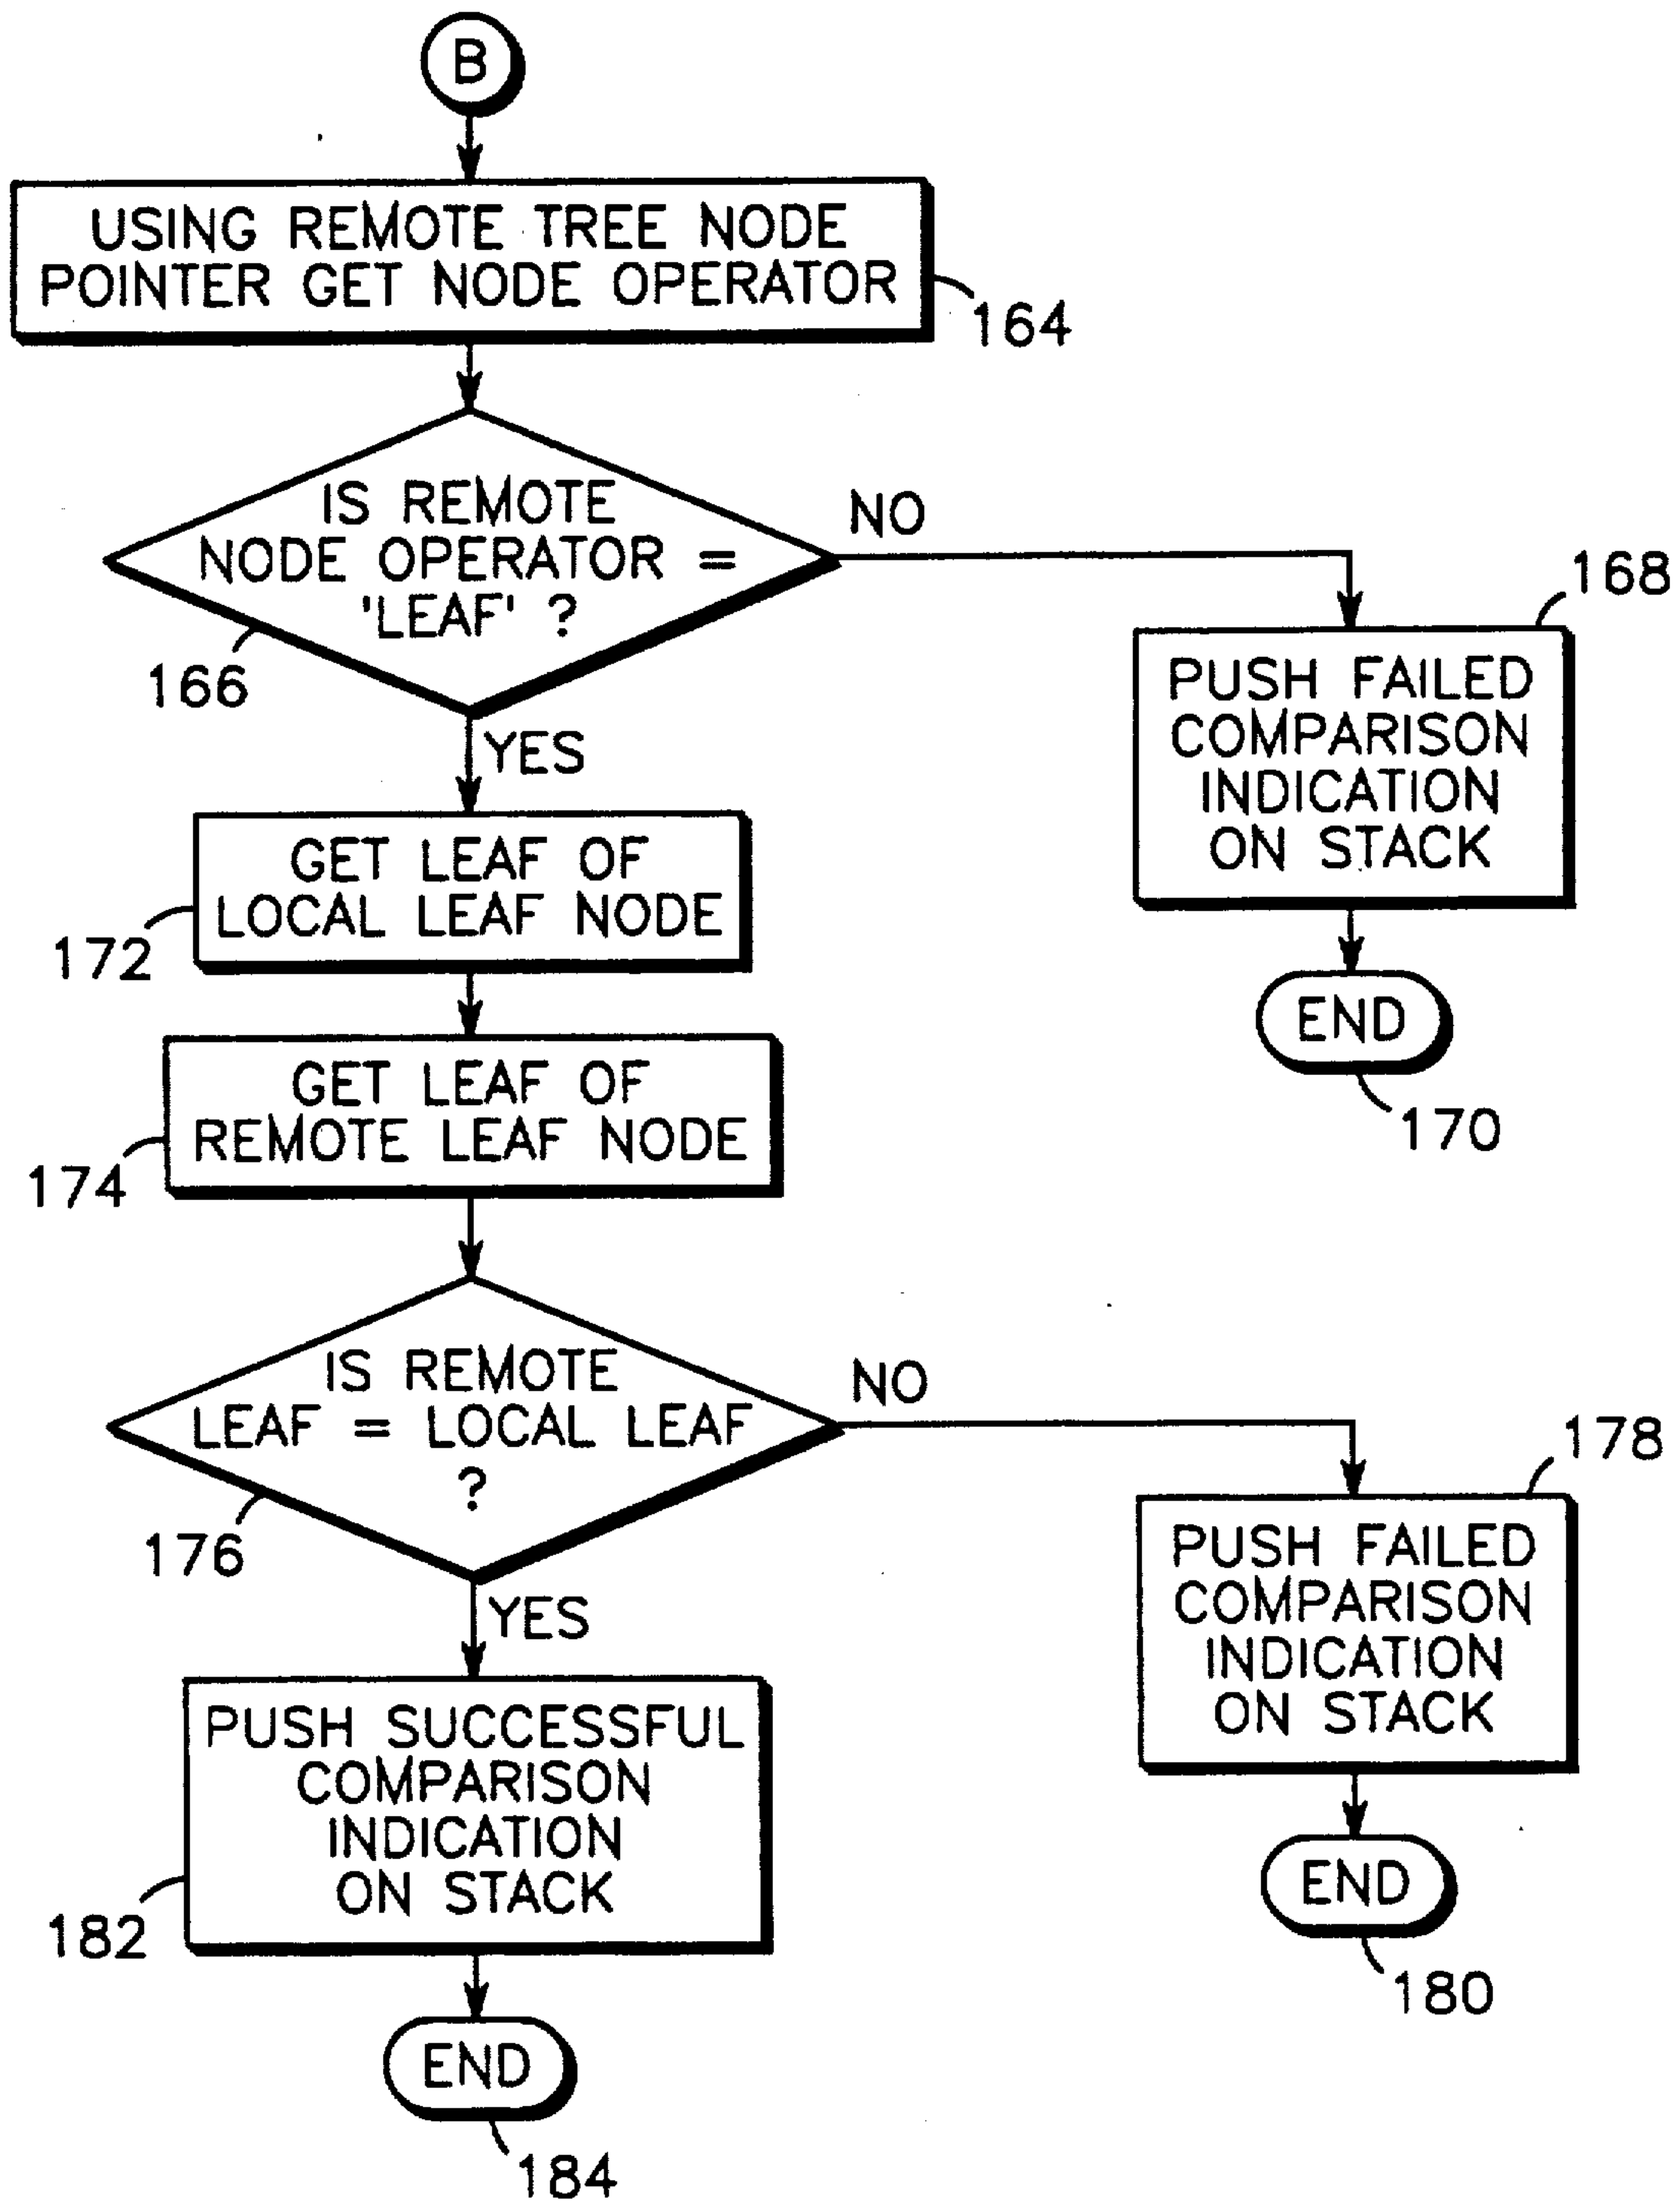 B
USING REMOTE TREE NODE
POINTER GET NODE OPERATOR
164
IS REMOTE
NODE OPERATOR =
'LEAF' ?
166
NO
168
PUSH FAILED
COMPARISON
INDICATION
ON STACK
END
170
YES
GET LEAF OF
LOCAL LEAF NODE
172
GET LEAF OF
REMOTE LEAF NODE
174
IS REMOTE
LEAF = LOCAL LEAF
?
176
NO
178
PUSH FAILED
COMPARISON
INDICATION
ON STACK
END
180
YES
PUSH SUCCESSFUL
COMPARISON
INDICATION
ON STACK
182
END
184